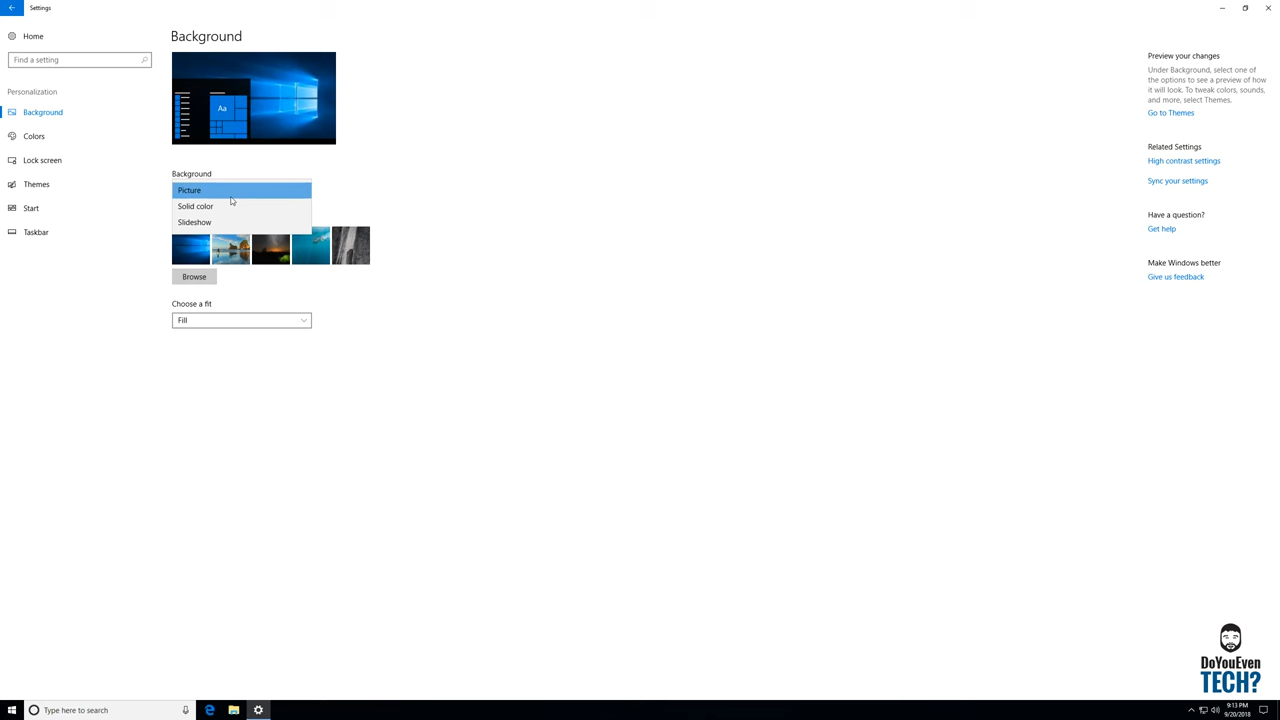 Settings
Home
Find a setting
Personalization
Background
Colors
Lock screen
Themes
Start
Taskbar
Background
Aa
Background
Picture
Solid color
Slideshow
Browse
Choose a fit
Fill
Preview your changes
Under Background, select one of
the options to see a preview of how
it will look. To tweak colors, sounds,
and more, select Themes.
Go to Themes
Related Settings
High contrast settings
Sync your settings
Have a question?
Get help
Make Windows better
Give us feedback
DoYouEven
TECH?
Type here to search
9:13 PM
9/20/2018